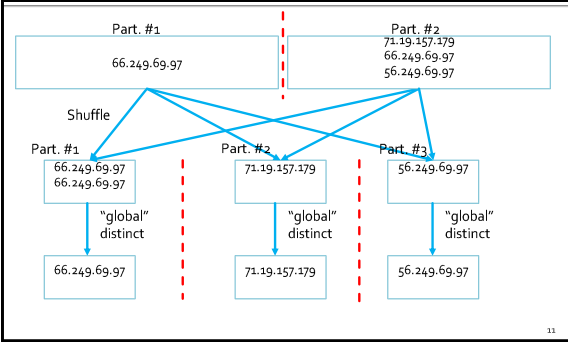 Part. #1
Part. #2
66.249.69.97
71.19.157.179
66.249.69.97
56.249.69.97
Shuffle
Part. #1
Part. #2
Part. #3
66.249.69.97
66.249.69.97
71.19.157.179
56.249.69.97
"global"
distinct
"global"
distinct
"global"
distinct
66.249.69.97
71.19.157.179
56.249.69.97
11